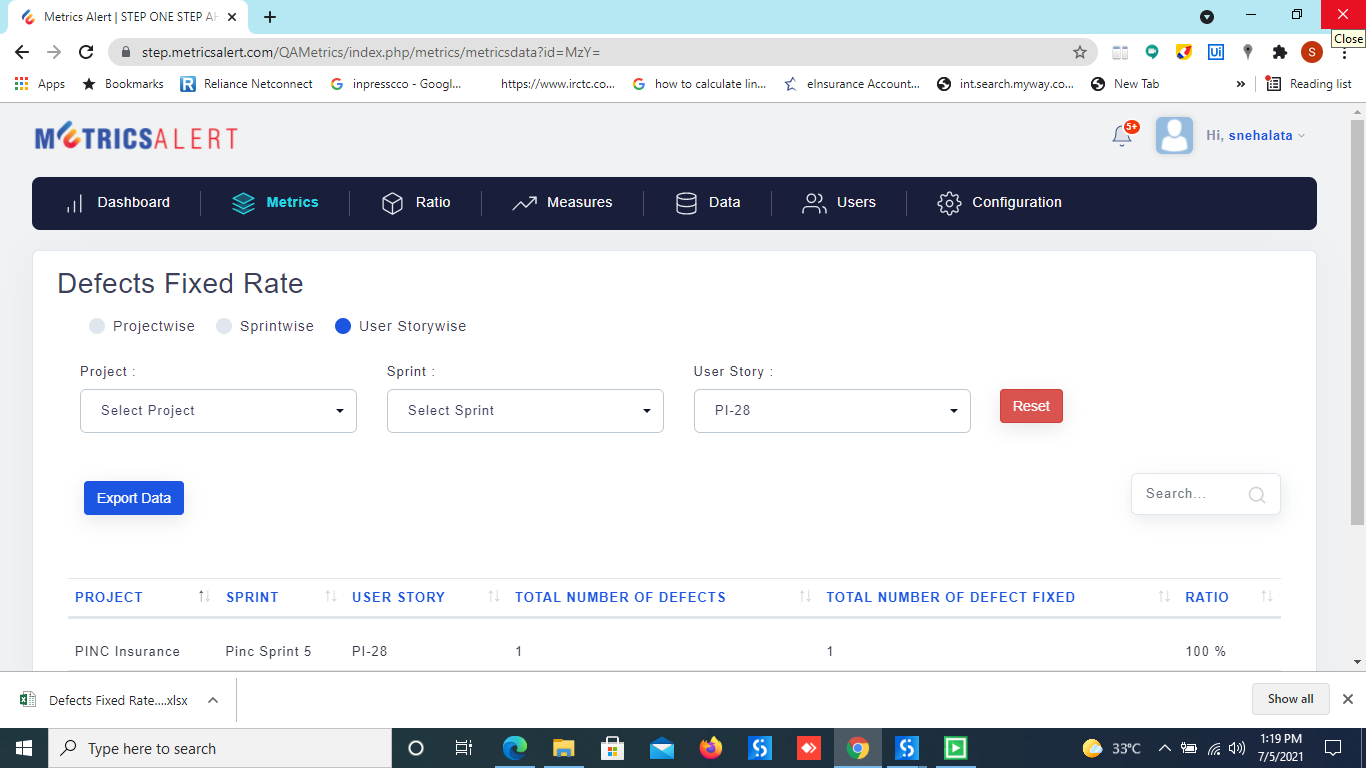 Metrics Alert | STEP ONE STEP AH
Close
step.metricsalert.com/QAMetrics/index.php/metrics/metricsdata?id=MzY=
Ui
S
Apps
Bookmarks
R
Reliance Netconnect
inpresscco - Googl...
https://www.irctc.co...
how to calculate lin...
eInsurance Account...
int.search.myway.co...
New Tab
»
Reading list
METRICSALERT
5+
Hi, snehalata
Dashboard
Metrics
Ratio
Measures
Data
Users
Configuration
Defects Fixed Rate
Projectwise
Sprintwise
User Storywise
Project :
Sprint :
User Story :
Select Project
Select Sprint
PI-28
Reset
Export Data
Search...
PROJECT
SPRINT
USER STORY
TOTAL NUMBER OF DEFECTS
TOTAL NUMBER OF DEFECT FIXED
RATIO
PINC Insurance
Pinc Sprint 5
PI-28
1
1
100 %
Defects Fixed Rate....xlsx
Show all
Type here to search
33°C
1:19 PM
7/5/2021